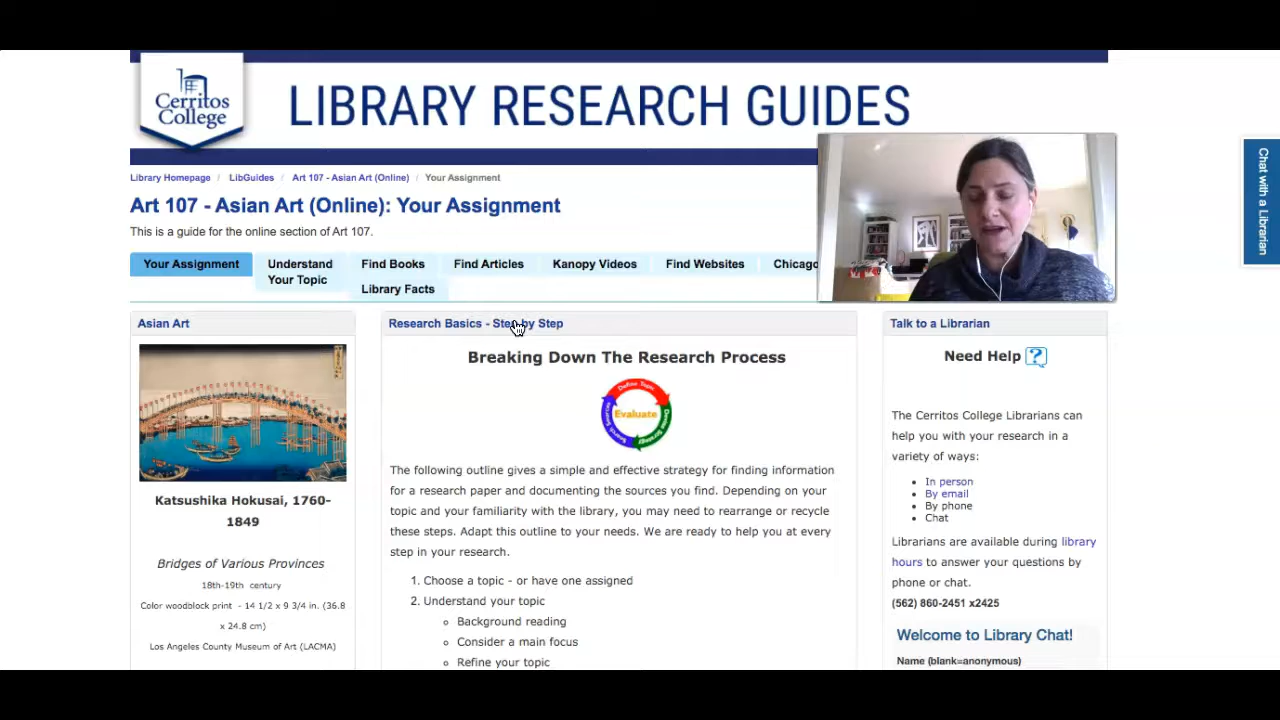 Cerritos
College
LIBRARY RESEARCH GUIDES
Chat with a Librarian
Library Homepage / LibGuides / Art 107 - Asian Art (Online) / Your Assignment
Art 107 - Asian Art (Online): Your Assignment
This is a guide for the online section of Art 107.
Your Assignment
Understand
Your Topic
Find Books
Find Articles
Kanopy Videos
Find Websites
Chicago
Library Facts
Asian Art
Katsushika Hokusai, 1760-
1849
Bridges of Various Provinces
18th-19th century
Color woodblock print - 14 1/2 x 9 3/4 in. (36.8
x 24.8 cm)
Los Angeles County Museum of Art (LACMA)
Research Basics - Step by Step
Breaking Down The Research Process
Define Topic
Evaluate
The following outline gives a simple and effective strategy for finding information
for a research paper and documenting the sources you find. Depending on your
topic and your familiarity with the library, you may need to rearrange or recycle
these steps. Adapt this outline to your needs. We are ready to help you at every
step in your research.
1. Choose a topic - or have one assigned
2. Understand your topic
Background reading
Consider a main focus
Refine your topic
Talk to a Librarian
Need Help ?
The Cerritos College Librarians can
help you with your research in a
variety of ways:
In person
By email
By phone
Chat
Librarians are available during library
hours to answer your questions by
phone or chat.
(562) 860-2451 x2425
Welcome to Library Chat!
Name (blank=anonymous)